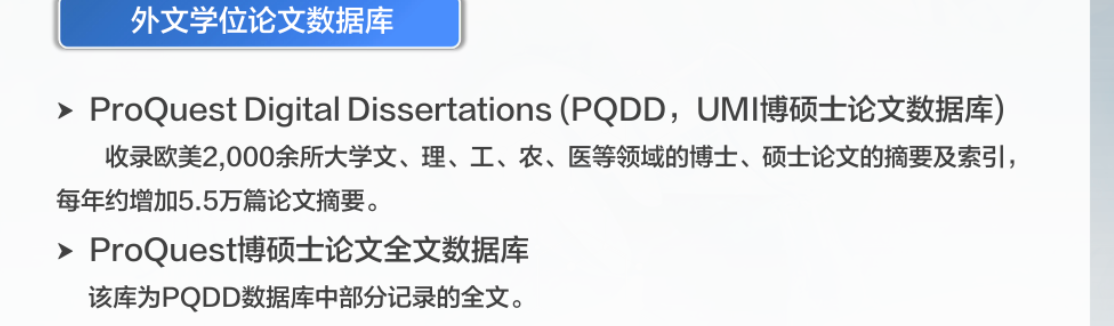 外文学位论文数据库
➤ ProQuest Digital Dissertations (PQDD，UMI博硕士论文数据库)
收录欧美2,000余所大学文、理、工、农、医等领域的博士、硕士论文的摘要及索引，
每年约增加5.5万篇论文摘要。
➤ ProQuest博硕士论文全文数据库
该库为PQDD数据库中部分记录的全文。